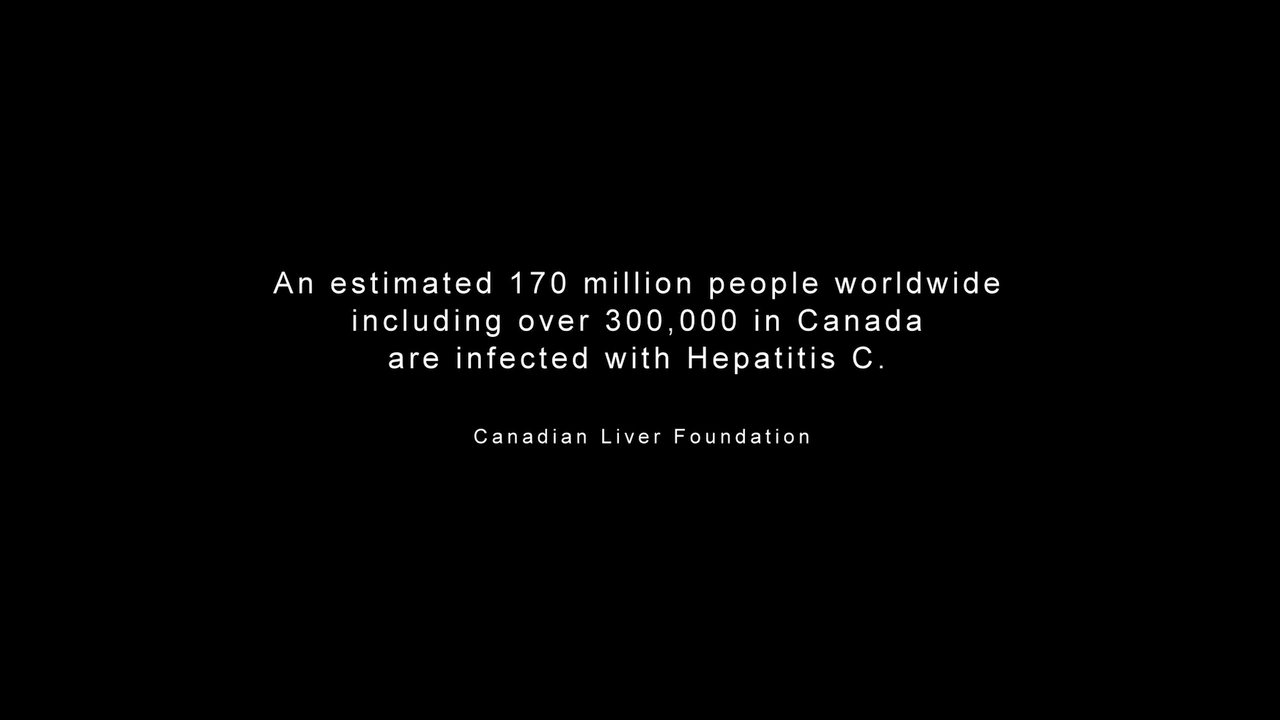 An estimated 170 million people worldwide
including over 300,000 in Canada
are infected with Hepatitis C.
Canadian Liver Foundation